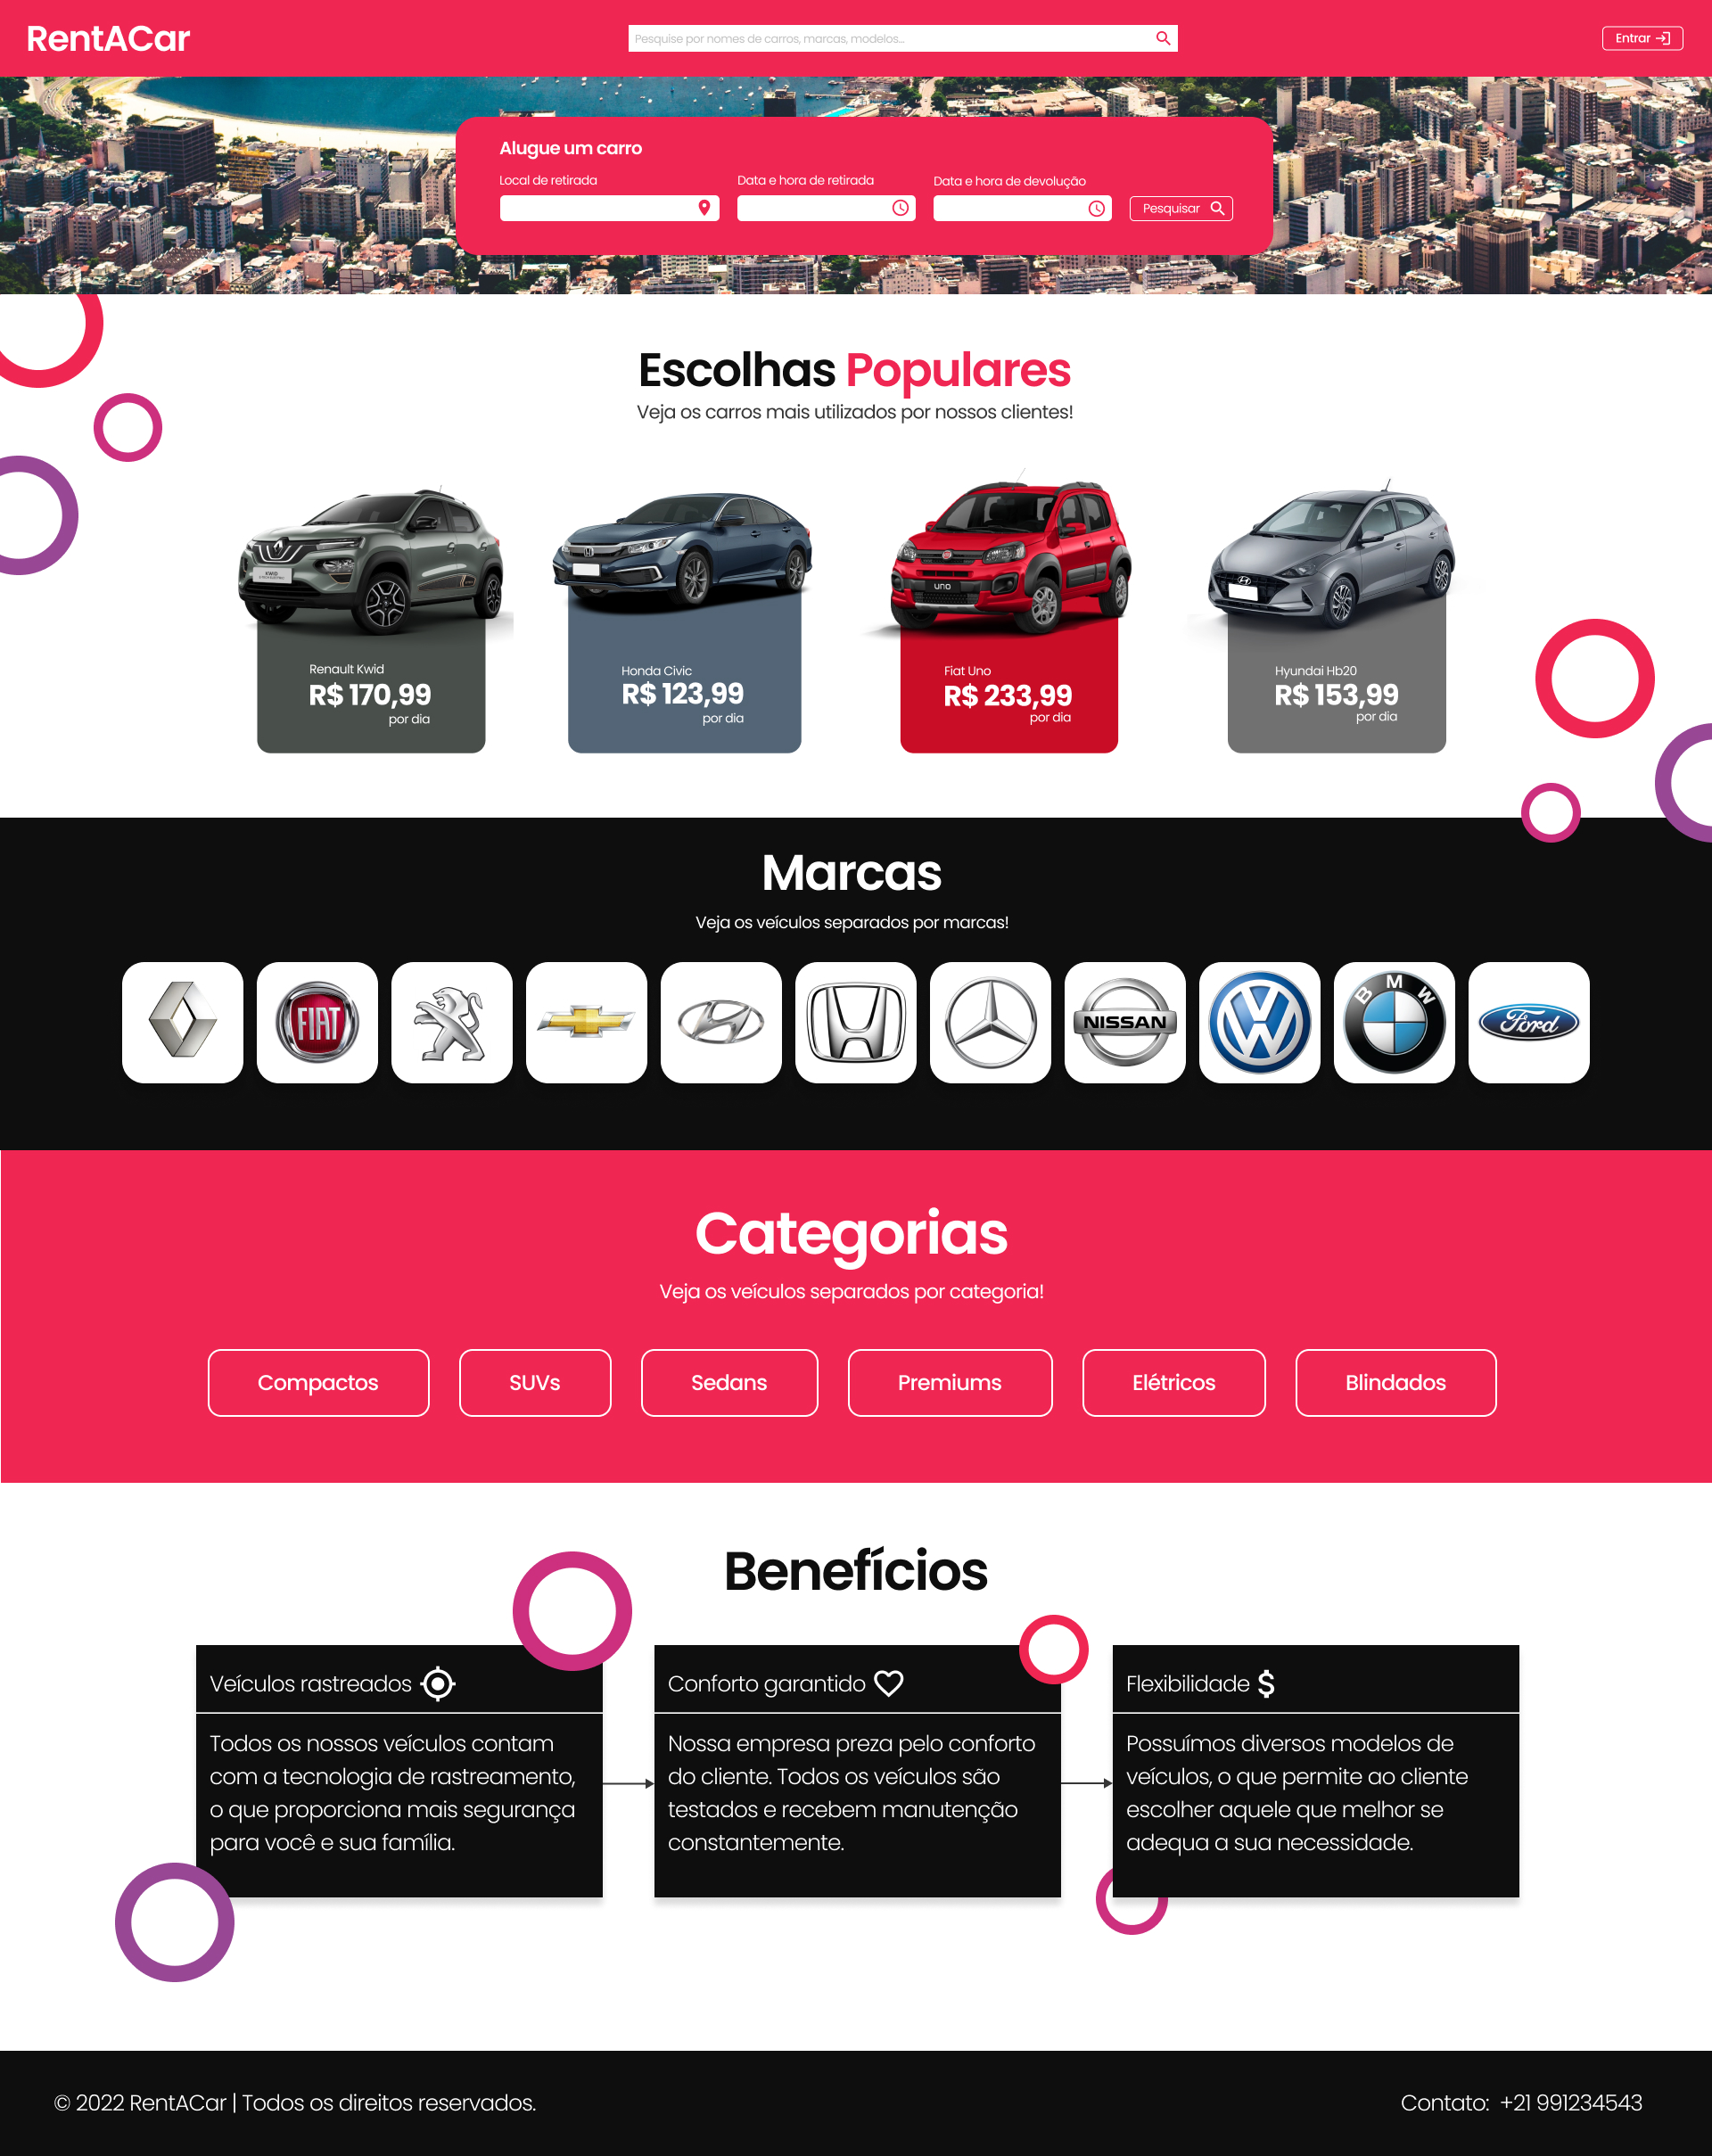 RentACar
Pesquise por nomes de carros, marcas, modelos...
Entrar
Alugue um carro
Local de retirada
Data e hora de retirada
Data e hora de devolução
Pesquisar
Escolhas Populares
Veja os carros mais utilizados por nossos clientes!
KWID
uno
Renault Kwid
R$ 170,99
por dia
Honda Civic
R$ 123,99
por dia
Fiat Uno
R$ 233,99
por dia
Hyundai Hb20
R$ 153,99
por dia
Marcas
Veja os veículos separados por marcas!
FIAT
NISSAN
BMW
Ford
Categorias
Veja os veículos separados por categoria!
Compactos
SUVs
Sedans
Premiums
Elétricos
Blindados
Benefícios
Veículos rastreados
Todos os nossos veículos contam
com a tecnologia de rastreamento,
o que proporciona mais segurança
para você e sua família.
Conforto garantido
Nossa empresa preza pelo conforto
do cliente. Todos os veículos são
testados e recebem manutenção
constantemente.
Flexibilidade
Possuímos diversos modelos de
veículos, o que permite ao cliente
escolher aquele que melhor se
adequa a sua necessidade.
© 2022 RentACar | Todos os direitos reservados.
Contato: +21 991234543